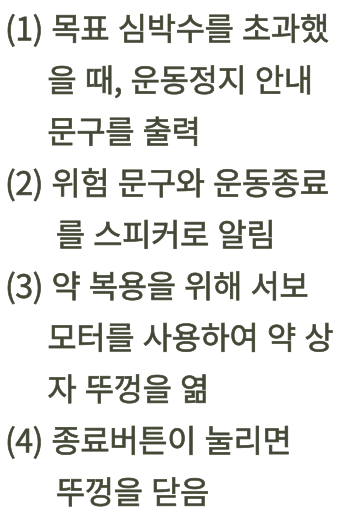 (1) 목표 심박수를 초과했
을 때, 운동정지 안내
문구를 출력
(2) 위험 문구와 운동종료
를 스피커로 알림
(3) 약 복용을 위해 서보
모터를 사용하여 약 상
자 뚜껑을 엶
(4) 종료버튼이 눌리면
뚜껑을 닫음